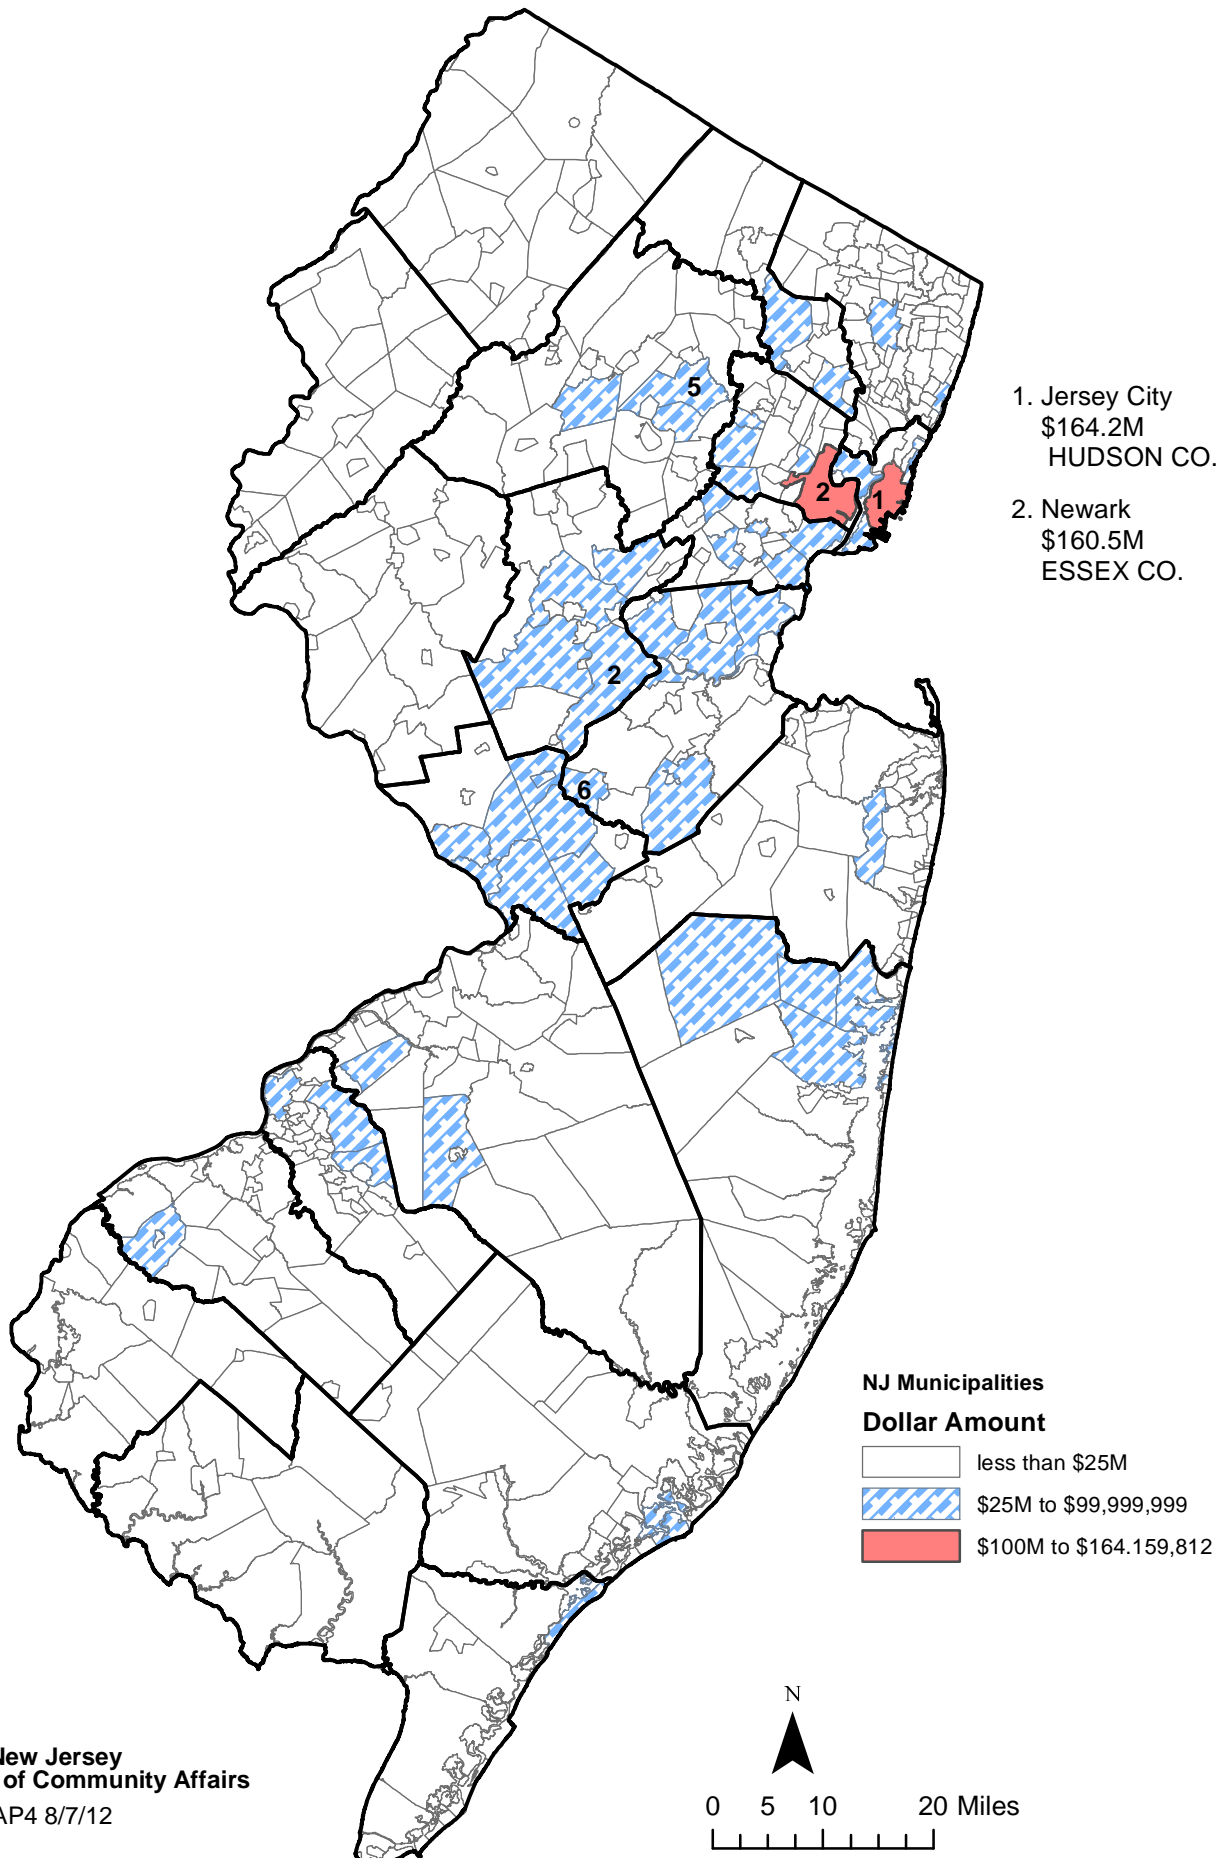 5
2
1
2
6
1. Jersey City
$164.2M
HUDSON CO.
2. Newark
$160.5M
ESSEX CO.
NJ Municipalities
Dollar Amount
less than $25M
$25M to $99,999,999
$100M to $164.159,812
N
0 5 10 20 Miles
New Jersey
of Community Affairs
AP4 8/7/12